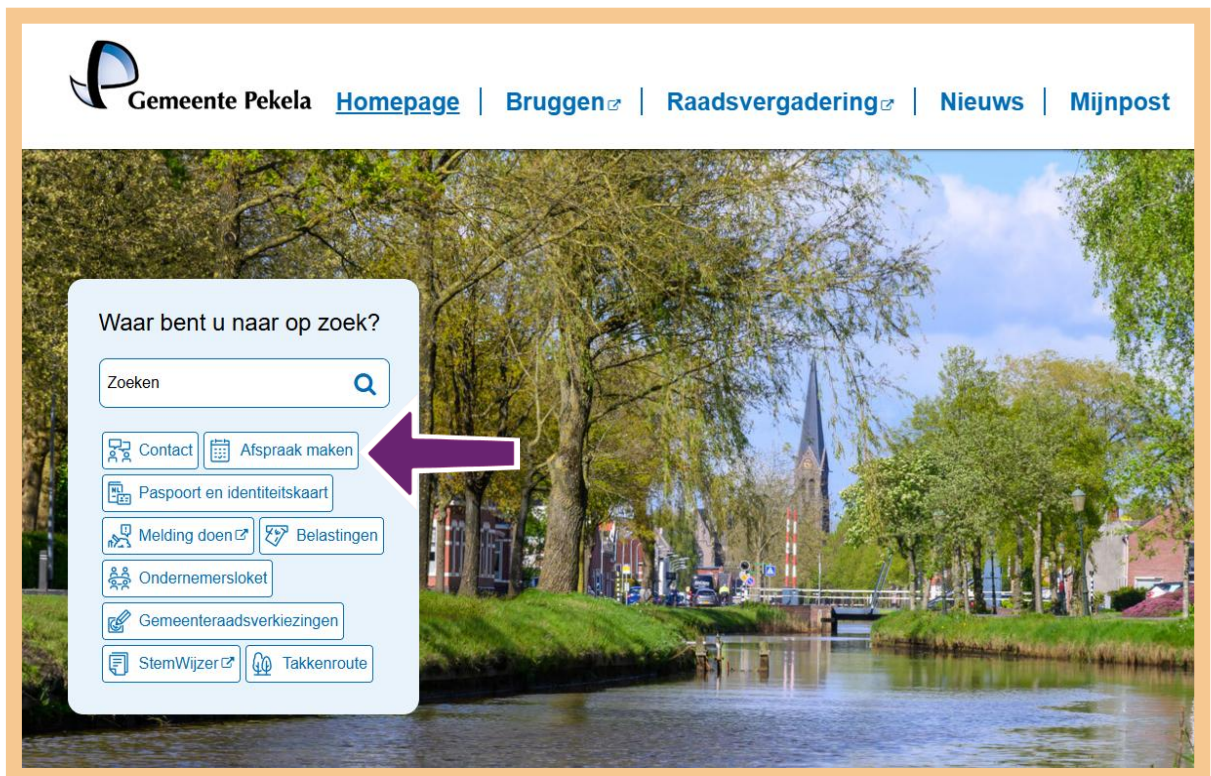 Gemeente Pekela Homepage Bruggen Raadsvergadering Nieuws Mijnpost
Waar bent u naar op zoek?
Zoeken
Contact Afspraak maken
Paspoort en identiteitskaart
Melding doen Belastingen
Ondernemersloket
Gemeenteraadsverkiezingen
StemWijzer Takkenroute